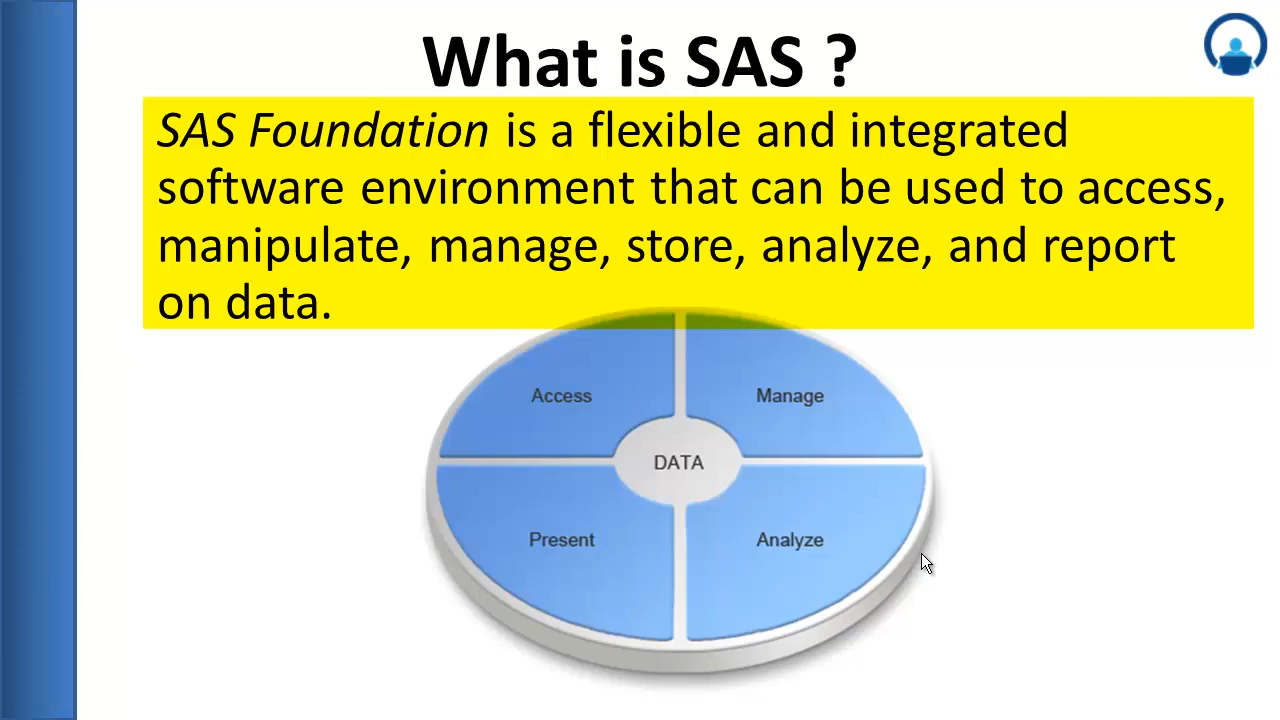 What is SAS ?
SAS Foundation is a flexible and integrated
software environment that can be used to access,
manipulate, manage, store, analyze, and report
on data.
Access
Manage
DATA
Present
Analyze